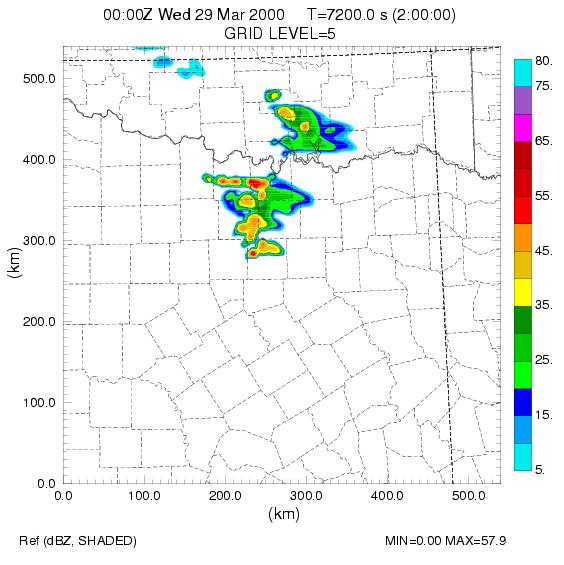 00:00Z Wed 29 Mar 2000 T=7200.0 s (2:00:00)
GRID LEVEL=5
500.0
400.0
300.0
200.0
100.0
0.0
(km)
0.0 100.0 200.0 300.0 400.0 500.0
(km)
80.
75.
65.
55.
45.
35.
25.
15.
5.
Ref (dBZ, SHADED) MIN=0.00 MAX=57.9